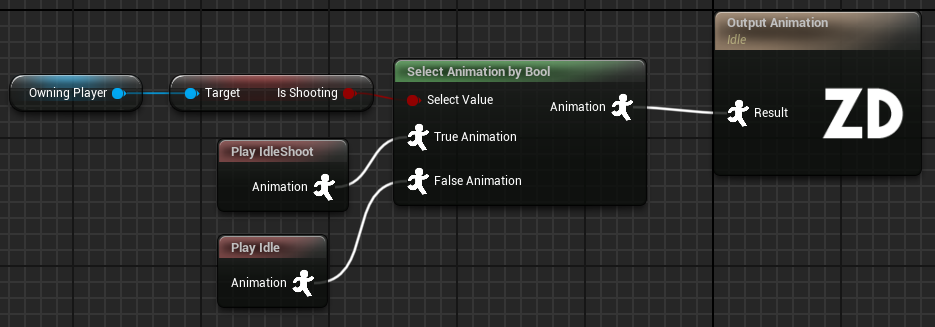 Output Animation
Idle
Select Animation by Bool
Owning Player
Target
Is Shooting
Select Value
Animation
Result
ZD
True Animation
Play IdleShoot
Animation
False Animation
Play Idle
Animation